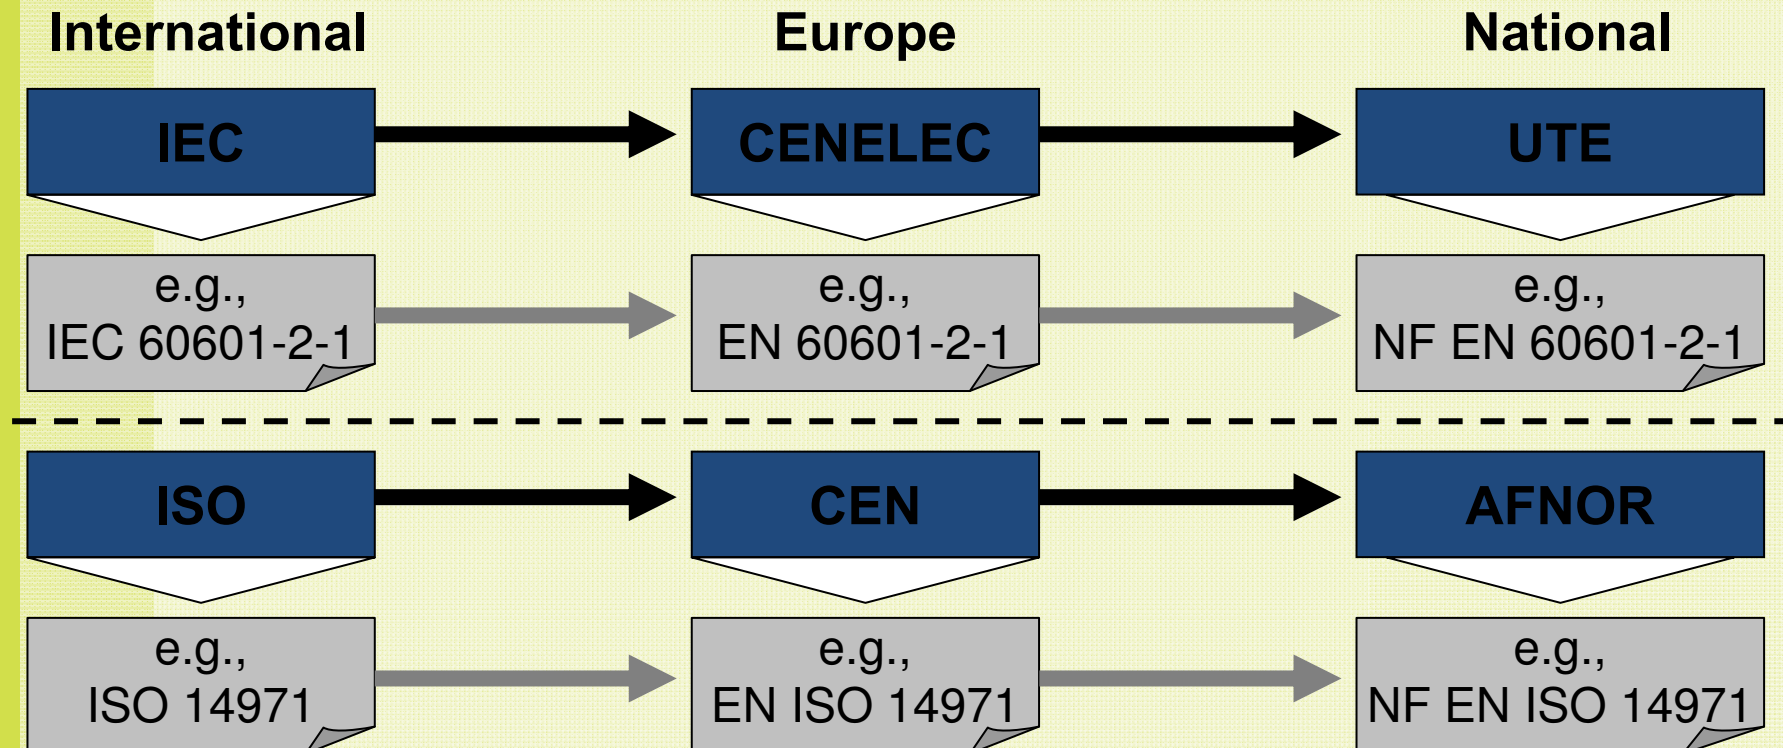 International
Europe
National
IEC
CENELEC
UTE
e.g.,
IEC 60601-2-1
e.g.,
EN 60601-2-1
e.g.,
NF EN 60601-2-1
ISO
CEN
AFNOR
e.g.,
ISO 14971
e.g.,
EN ISO 14971
e.g.,
NF EN ISO 14971